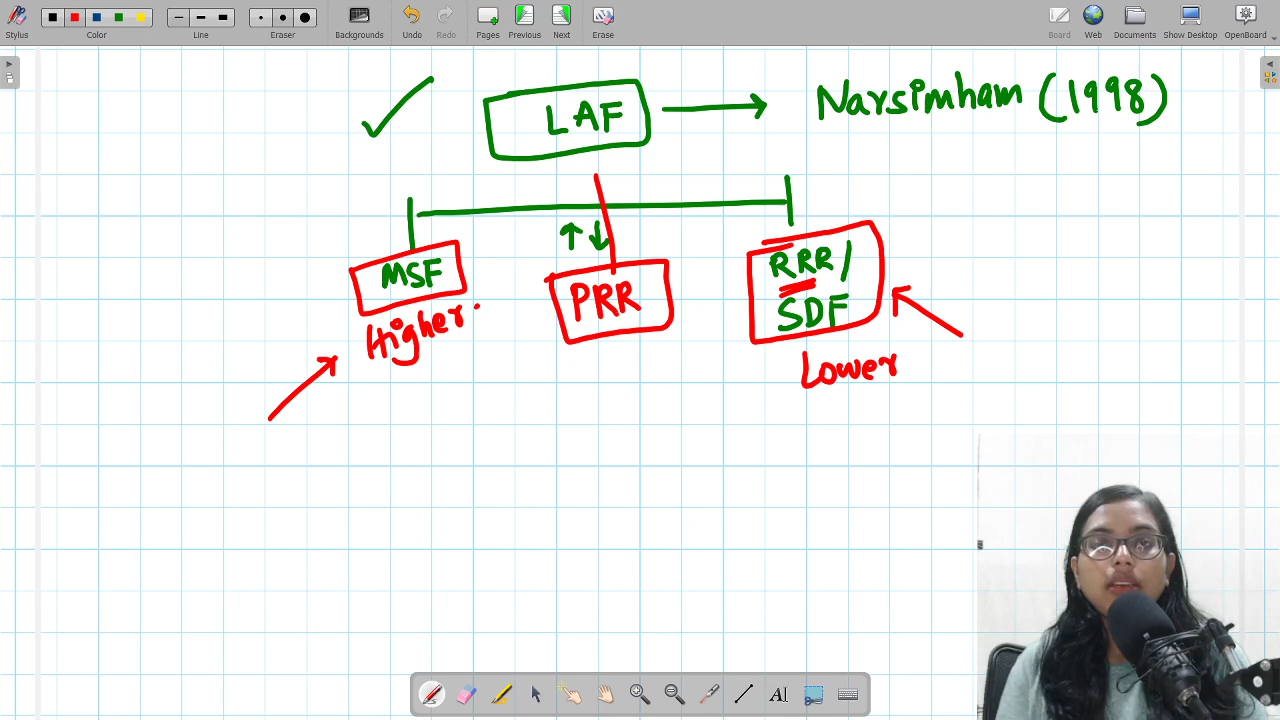 Stylus Color Line Eraser Backgrounds Undo Redo Pages Previous Next Erase Board Web Documents Show Desktop OpenBoard
LAF → Narsimham (1998)
↑ ↓
MSF PRR RRR/
SDF
Higher
Lower
AI